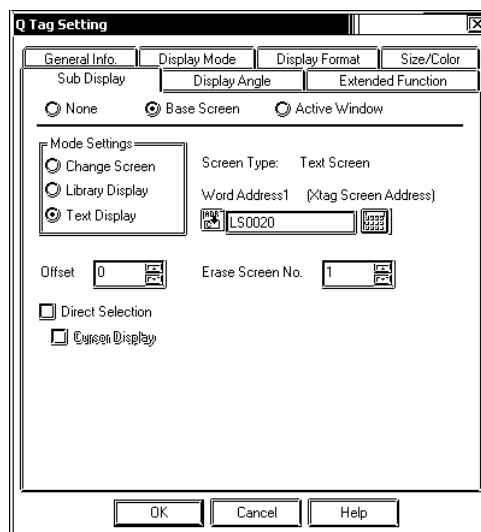 Q Tag Setting
General Info. Display Mode Display Format Size/Color
Sub Display Display Angle Extended Function
None Base Screen Active Window
Mode Settings
Change Screen
Library Display
Text Display
Screen Type: Text Screen
Word Address1 (Xtag Screen Address)
LS0020
Offset 0 Erase Screen No. 1
Direct Selection
Cursor Display
OK Cancel Help